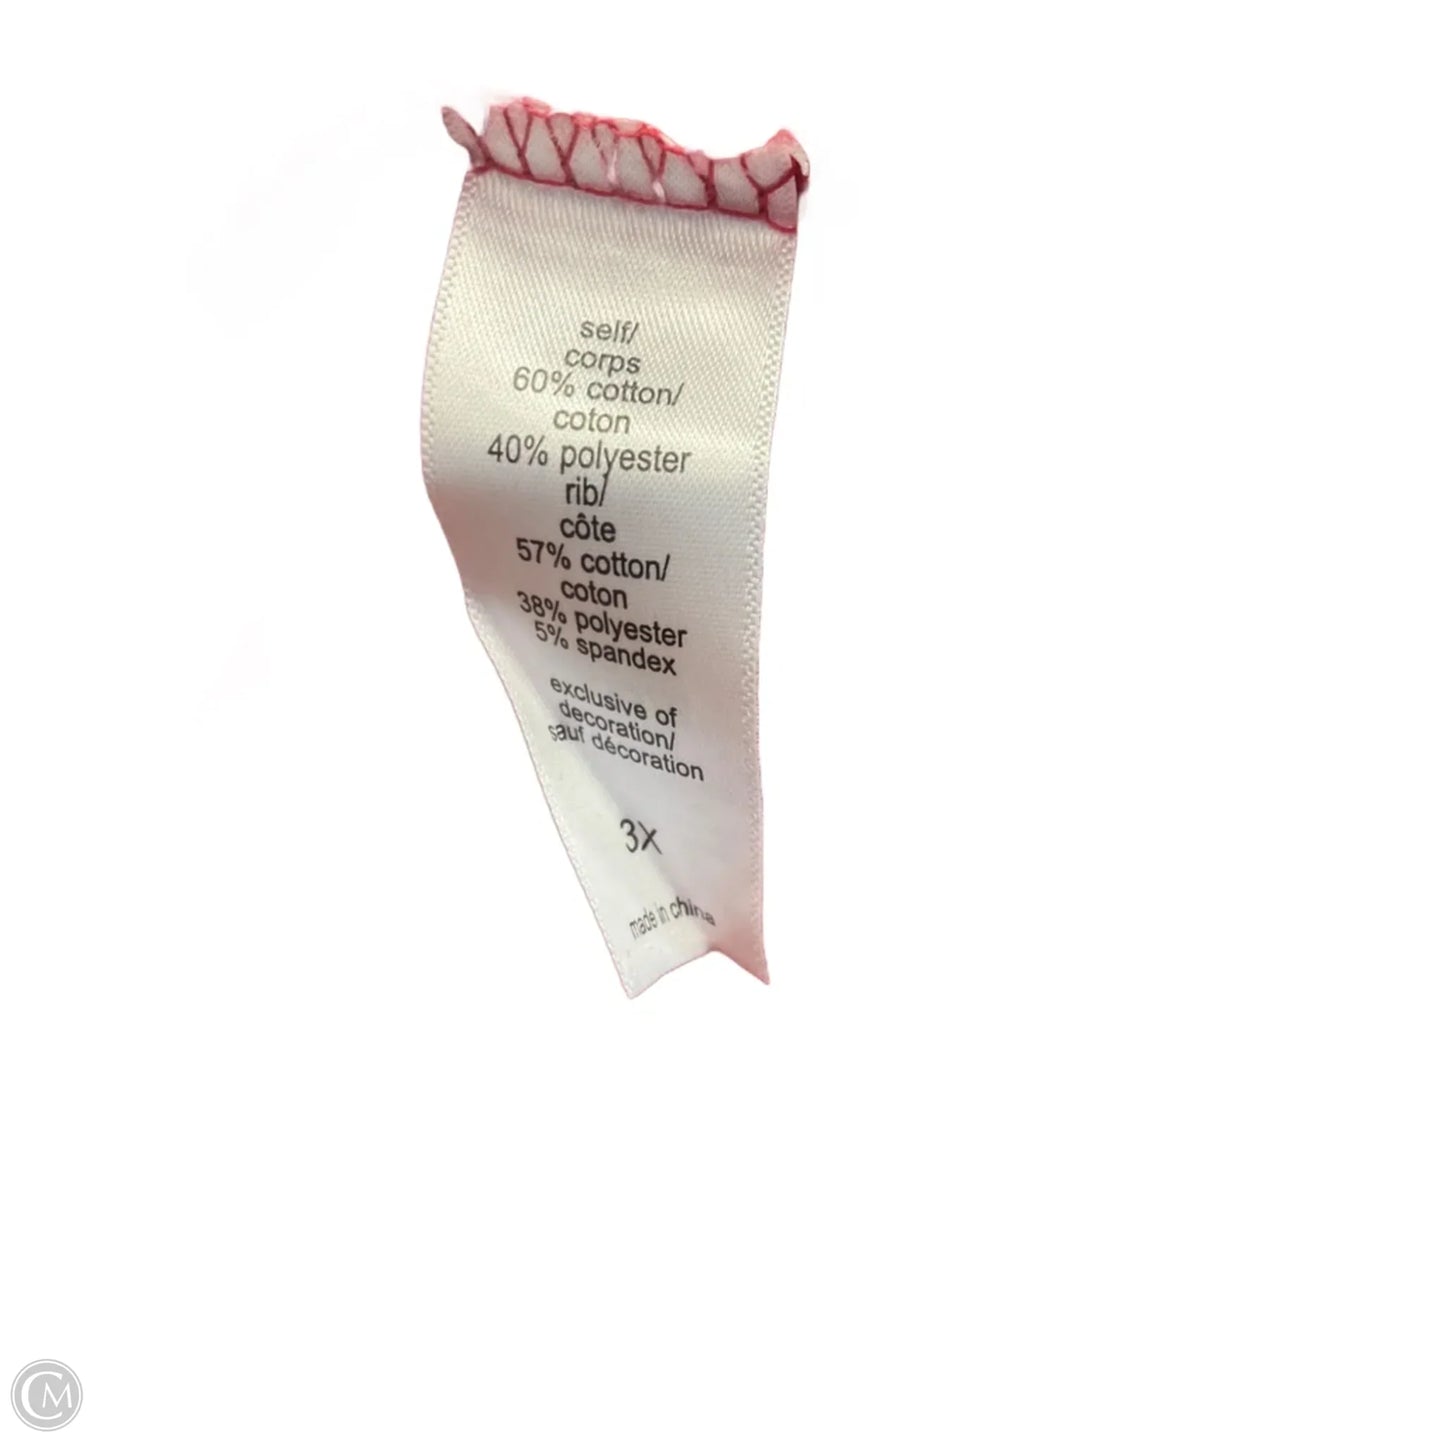 self/
corps
60% cotton/
coton
40% polyester
rib/
côte
57% cotton/
coton
38% polyester
5% spandex
exclusive of
decoration/
sauf décoration
3X
made in china
CM